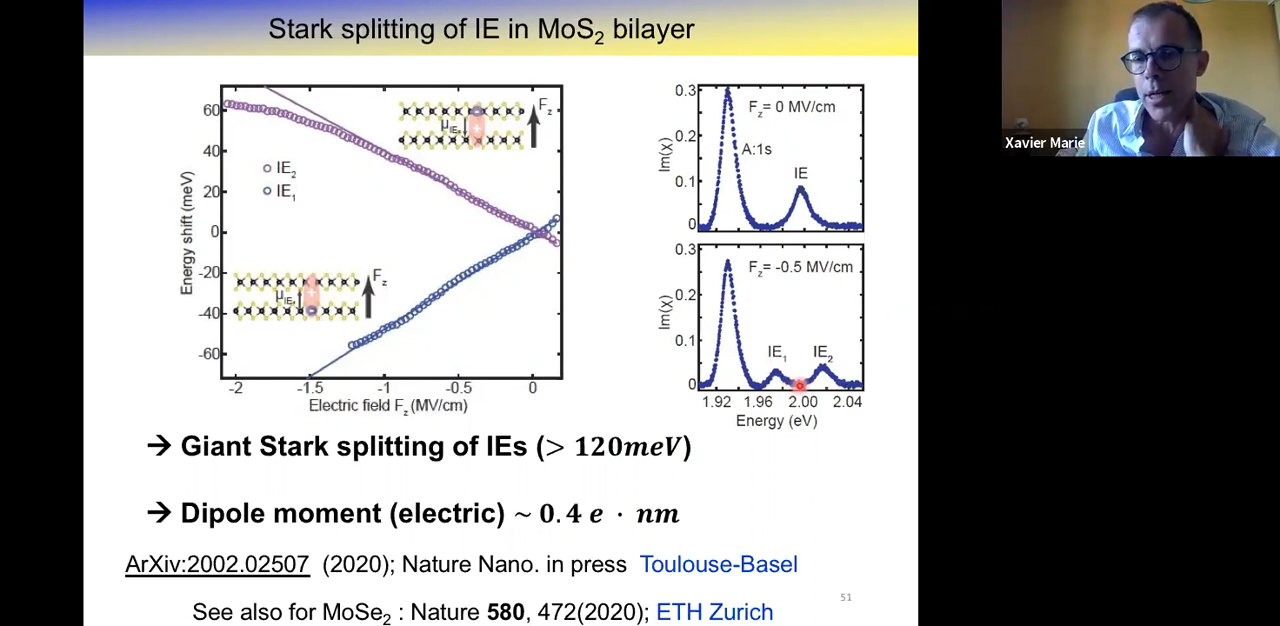 Stark splitting of IE in MoS2 bilayer
60
40
20
0
-20
-40
-60
Energy shift (meV)
IE2
IE1
μIE2
Fz
μIE1
Fz
-2 -1.5 -1 -0.5 0
Electric field Fz (MV/cm)
0.3
0.2
0.1
0
Im(χ)
Fz= 0 MV/cm
A:1s
IE
0.3
0.2
0.1
0
Im(χ)
Fz= -0.5 MV/cm
IE1 IE2
1.92 1.96 2.00 2.04
Energy (eV)
→ Giant Stark splitting of IEs (> 120meV)
→ Dipole moment (electric) ~ 0.4 e · nm
ArXiv:2002.02507 (2020); Nature Nano. in press Toulouse-Basel
51
See also for MoSe2 : Nature 580, 472(2020); ETH Zurich
Xavier Marie